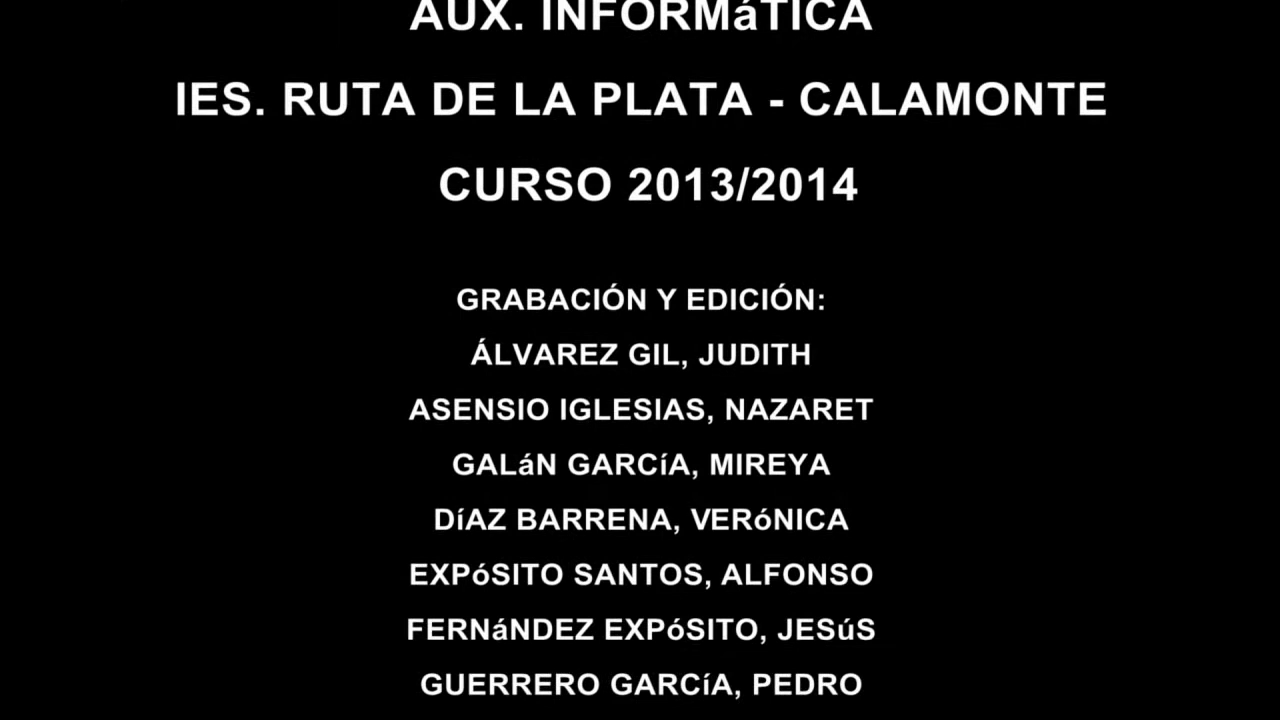 AUX. INFORMáTICA
IES. RUTA DE LA PLATA - CALAMONTE
CURSO 2013/2014
GRABACIÓN Y EDICIÓN:
ÁLVAREZ GIL, JUDITH
ASENSIO IGLESIAS, NAZARET
GALáN GARCíA, MIREYA
DíAZ BARRENA, VERóNICA
EXPóSITO SANTOS, ALFONSO
FERNáNDEZ EXPóSITO, JESúS
GUERRERO GARCíA, PEDRO